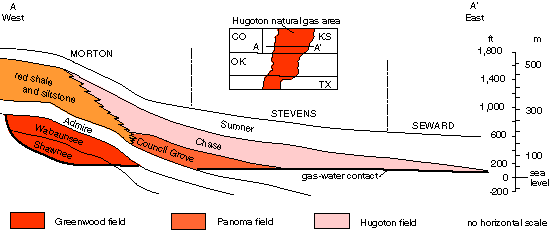 A
West
Hugoton natural gas area
CO
KS
A
A'
OK
TX
A'
East
ft
m
1,800
500
1,400
1,000
300
600
100
200
sea
level
0
0
-200
MORTON
STEVENS
SEWARD
red shale
and siltstone
Sumner
Chase
Admire
Council Grove
Wabaunsee
Shawnee
gas-water contact
Greenwood field
Panoma field
Hugoton field
no horizontal scale